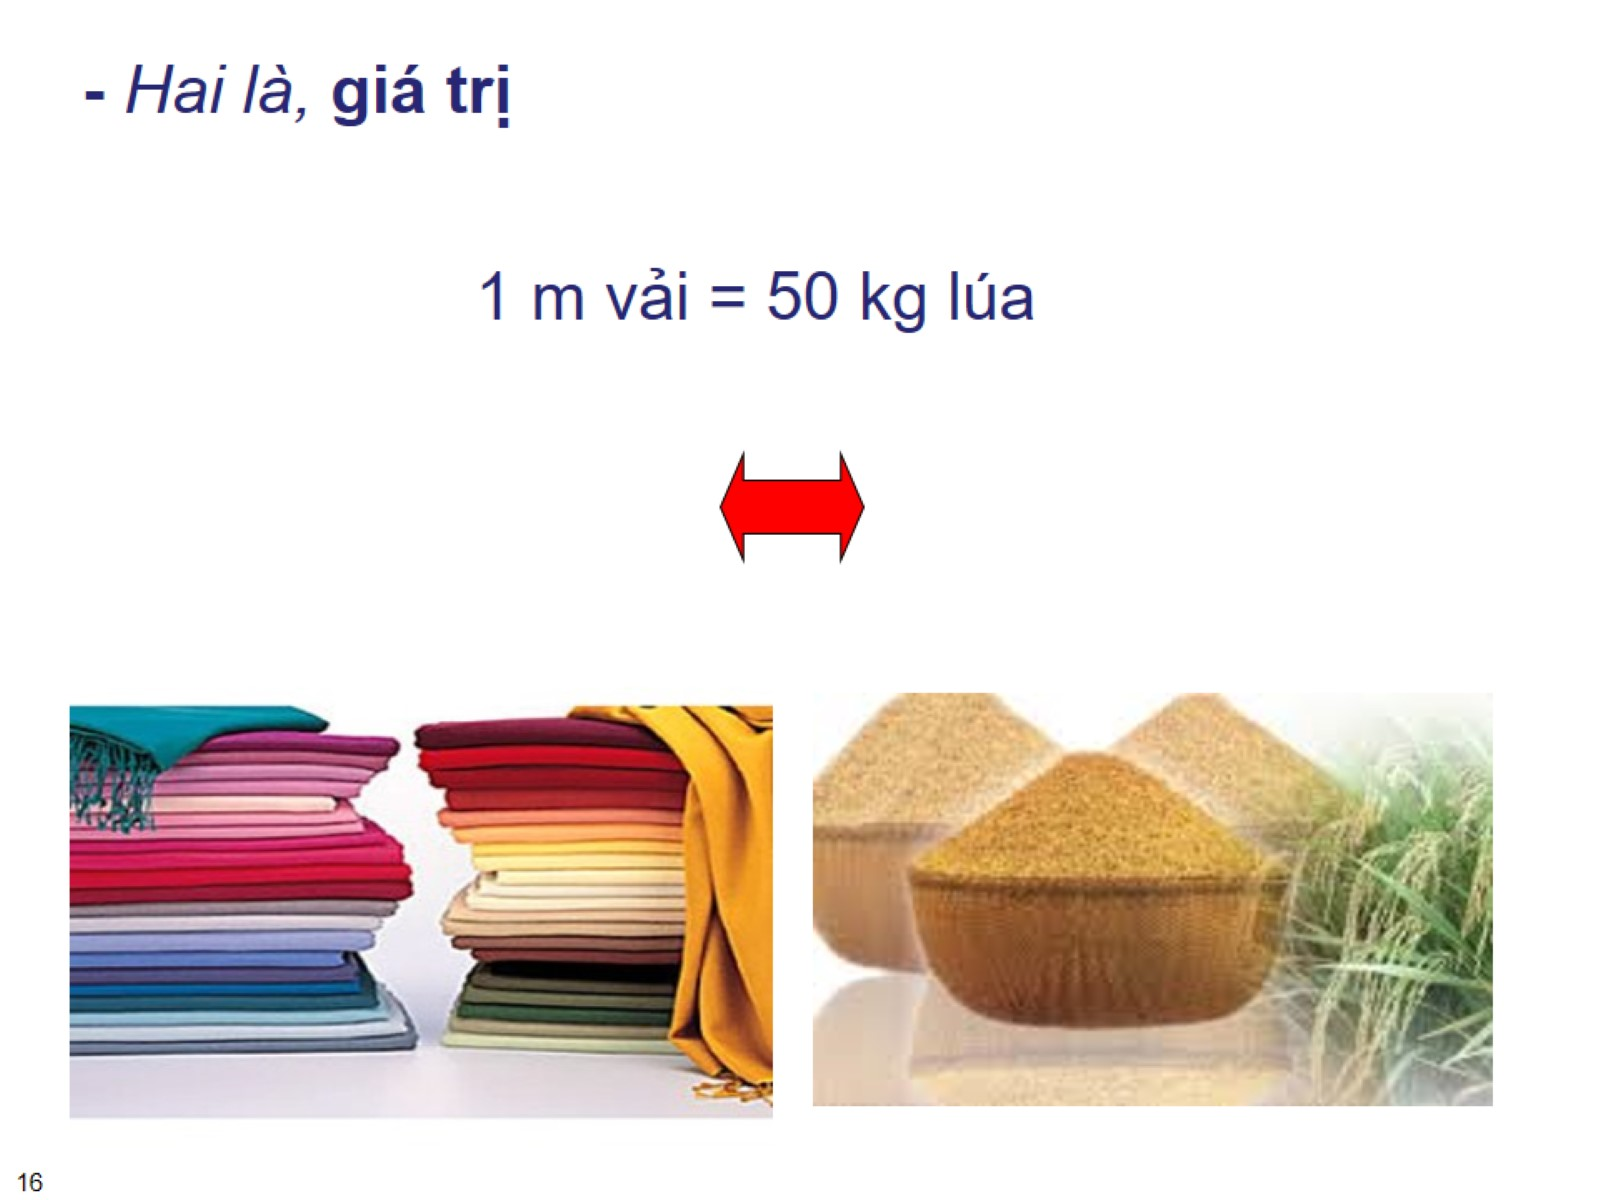 - Hai là, giá trị
1 m vải = 50 kg lúa
16